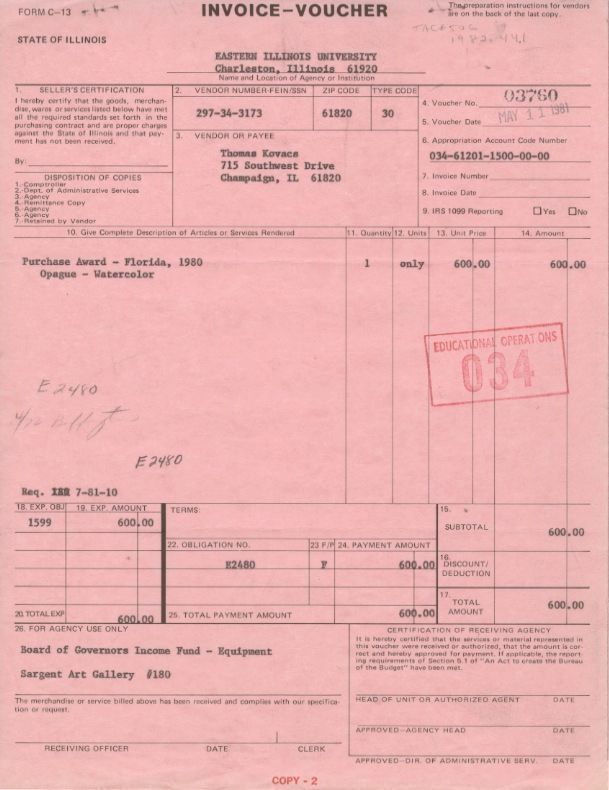 FORM C-13
INVOICE-VOUCHER
The preparation instructions for vendors
are on the back of the last copy.
1982.44.1
STATE OF ILLINOIS
EASTERN ILLINOIS UNIVERSITY
Charleston, Illinois 61920
Name and Location of Agency or Institution
1. SELLER'S CERTIFICATION
I hereby certify that the goods, merchan-
dise, wares or services listed below have met
all the required standards set forth in the
purchasing contract and are proper charges
against the State of Illinois and that pay-
ment has not been received.
By:
DISPOSITION OF COPIES
1.-Comptroller
2.-Dept. of Administrative Services
3.-Agency
4.-Remittance Copy
5.-Agency
6.-Agency
7.-Retained by Vendor
2. VENDOR NUMBER-FEIN/SSN ZIP CODE TYPE CODE
297-34-3173 61820 30
3. VENDOR OR PAYEE
Thomas Kovacs
715 Southwest Drive
Champaign, IL 61820
4. Voucher No. 03760
5. Voucher Date MAY 11 1981
6. Appropriation Account Code Number
034-61201-1500-00-00
7. Invoice Number
8. Invoice Date
9. IRS 1099 Reporting Yes No
10. Give Complete Description of Articles or Services Rendered 11. Quantity 12. Units 13. Unit Price 14. Amount
Purchase Award - Florida, 1980 1 only 600.00 600.00
Opague - Watercolor
EDUCATIONAL OPERATIONS
034
E2480
E2480
Req. 7-81-10
18. EXP. OBJ 19. EXP. AMOUNT
1599 600.00
20. TOTAL EXP 600.00
TERMS:
22. OBLIGATION NO. 23 F/P 24. PAYMENT AMOUNT
E2480 F 600.00
25. TOTAL PAYMENT AMOUNT 600.00
15.
SUBTOTAL 600.00
16.
DISCOUNT/
DEDUCTION
17.
TOTAL
AMOUNT 600.00
26. FOR AGENCY USE ONLY
Board of Governors Income Fund - Equipment
Sargent Art Gallery #180
The merchandise or service billed above has been received and complies with our specifica-
tion or request.
RECEIVING OFFICER DATE CLERK
CERTIFICATION OF RECEIVING AGENCY
It is hereby certified that the services or material represented in
this voucher were received or authorized, that the amount is cor-
rect and hereby approved for payment. If applicable, the report-
ing requirements of Section 5.1 of "An Act to create the Bureau
of the Budget" have been met.
HEAD OF UNIT OR AUTHORIZED AGENT DATE
APPROVED-AGENCY HEAD DATE
APPROVED-DIR. OF ADMINISTRATIVE SERV. DATE
COPY - 2